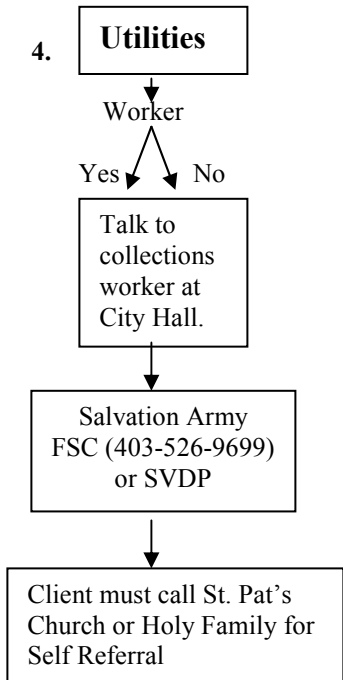 4. Utilities
Worker
Yes No
Talk to
collections
worker at
City Hall.
Salvation Army
FSC (403-526-9699)
or SVDP
Client must call St. Pat's
Church or Holy Family for
Self Referral